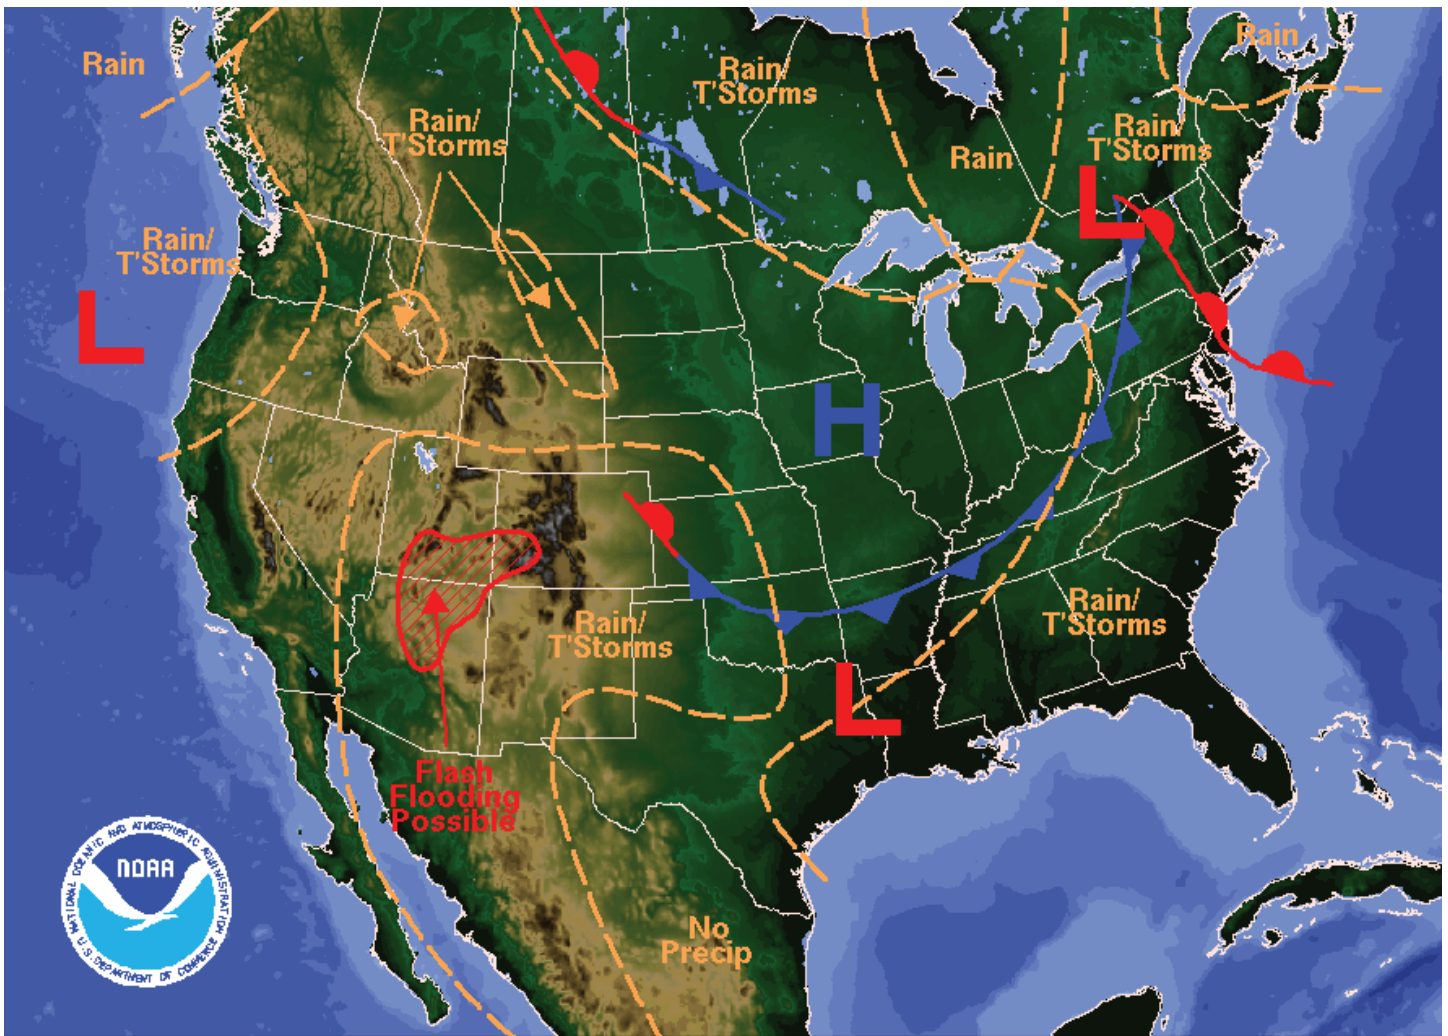 Rain
Rain
Rain/
T'Storms
Rain/
T'Storms
Rain/
T'Storms
Rain
Rain/
T'Storms
L
L
H
Rain/
T'Storms
Rain/
T'Storms
L
Flash
Flooding
Possible
No
Precip
NATIONAL OCEANIC AND ATMOSPHERIC ADMINISTRATION
NOAA
U.S. DEPARTMENT OF COMMERCE